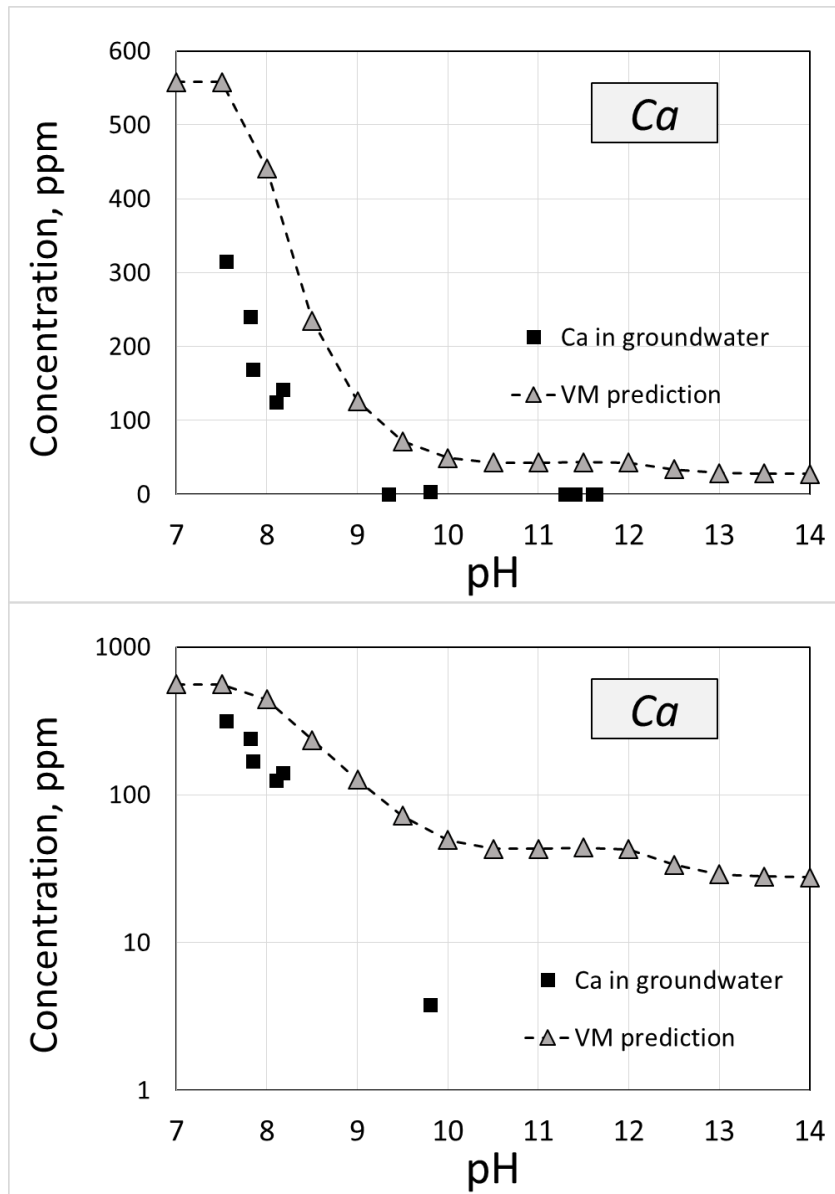 600
500
400
300
200
100
0
Concentration, ppm
Ca
Ca in groundwater
VM prediction
7 8 9 10 11 12 13 14
pH
1000
100
10
1
Concentration, ppm
Ca
Ca in groundwater
VM prediction
7 8 9 10 11 12 13 14
pH